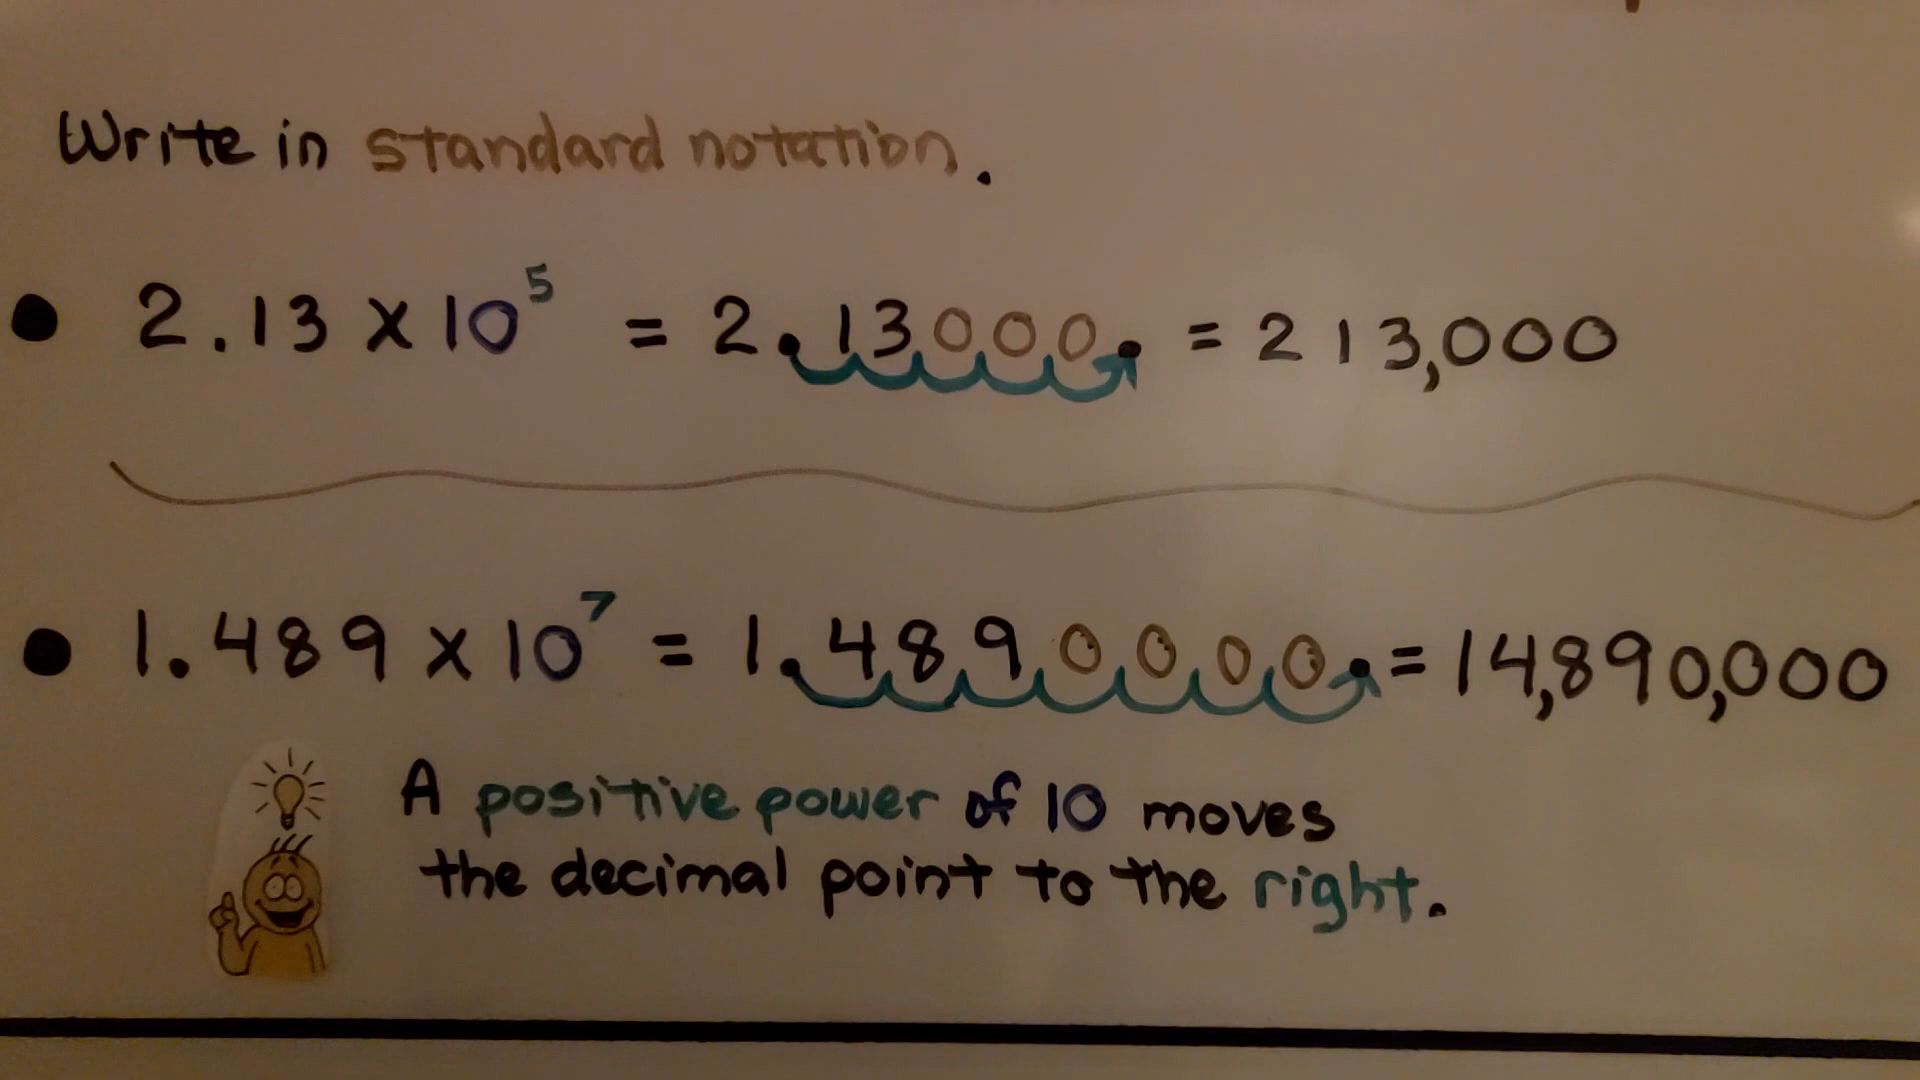 Write in standard notation.
• 2.13 x 10⁵ = 2.13000. = 213,000
• 1.489 x 10⁷ = 1.4890000. = 14,890,000
A positive power of 10 moves
the decimal point to the right.